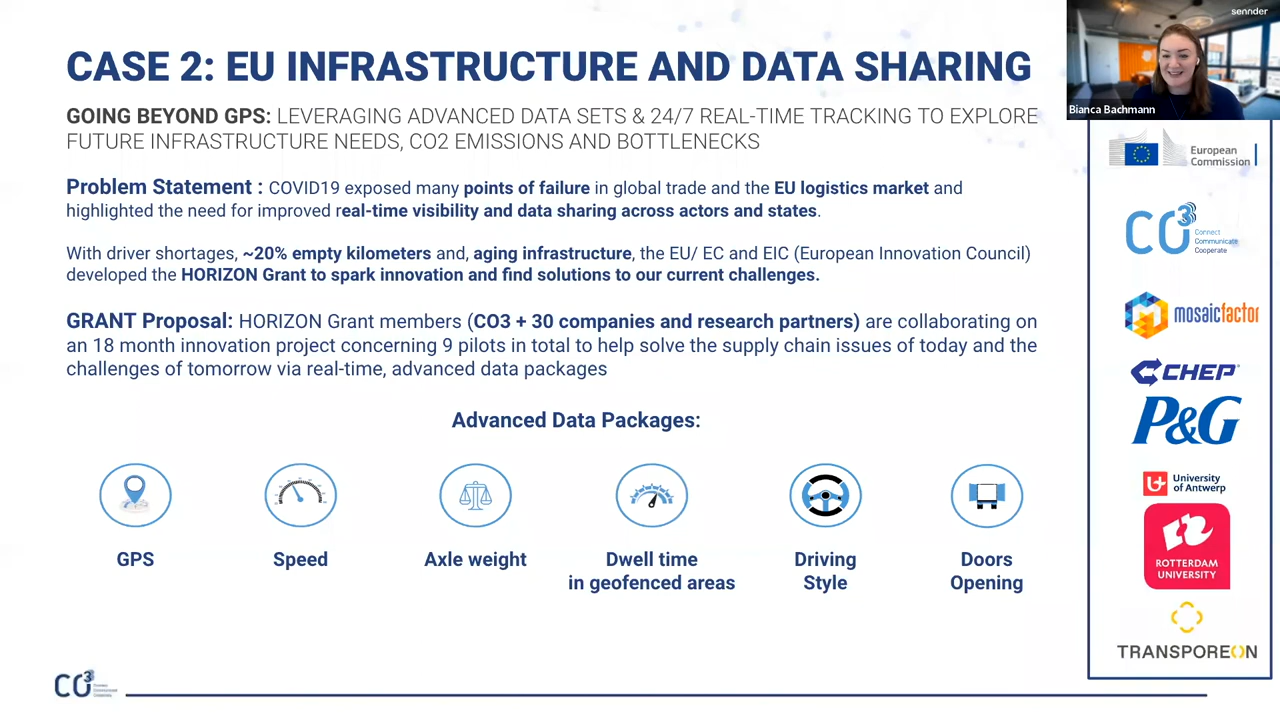 sennder
Bianca Bachmann
CASE 2: EU INFRASTRUCTURE AND DATA SHARING
GOING BEYOND GPS: LEVERAGING ADVANCED DATA SETS & 24/7 REAL-TIME TRACKING TO EXPLORE
FUTURE INFRASTRUCTURE NEEDS, CO2 EMISSIONS AND BOTTLENECKS
Problem Statement : COVID19 exposed many points of failure in global trade and the EU logistics market and
highlighted the need for improved real-time visibility and data sharing across actors and states.
With driver shortages, ~20% empty kilometers and, aging infrastructure, the EU/ EC and EIC (European Innovation Council)
developed the HORIZON Grant to spark innovation and find solutions to our current challenges.
GRANT Proposal: HORIZON Grant members (CO3 + 30 companies and research partners) are collaborating on
an 18 month innovation project concerning 9 pilots in total to help solve the supply chain issues of today and the
challenges of tomorrow via real-time, advanced data packages
Advanced Data Packages:
GPS
Speed
Axle weight
Dwell time
in geofenced areas
Driving
Style
Doors
Opening
European
Commission
CO3
Connect
Communicate
Cooperate
mosaicfactor
CHEP
P&G
University
of Antwerp
ROTTERDAM
UNIVERSITY
TRANSPOREON
CO3
Connect
Communicate
Cooperate